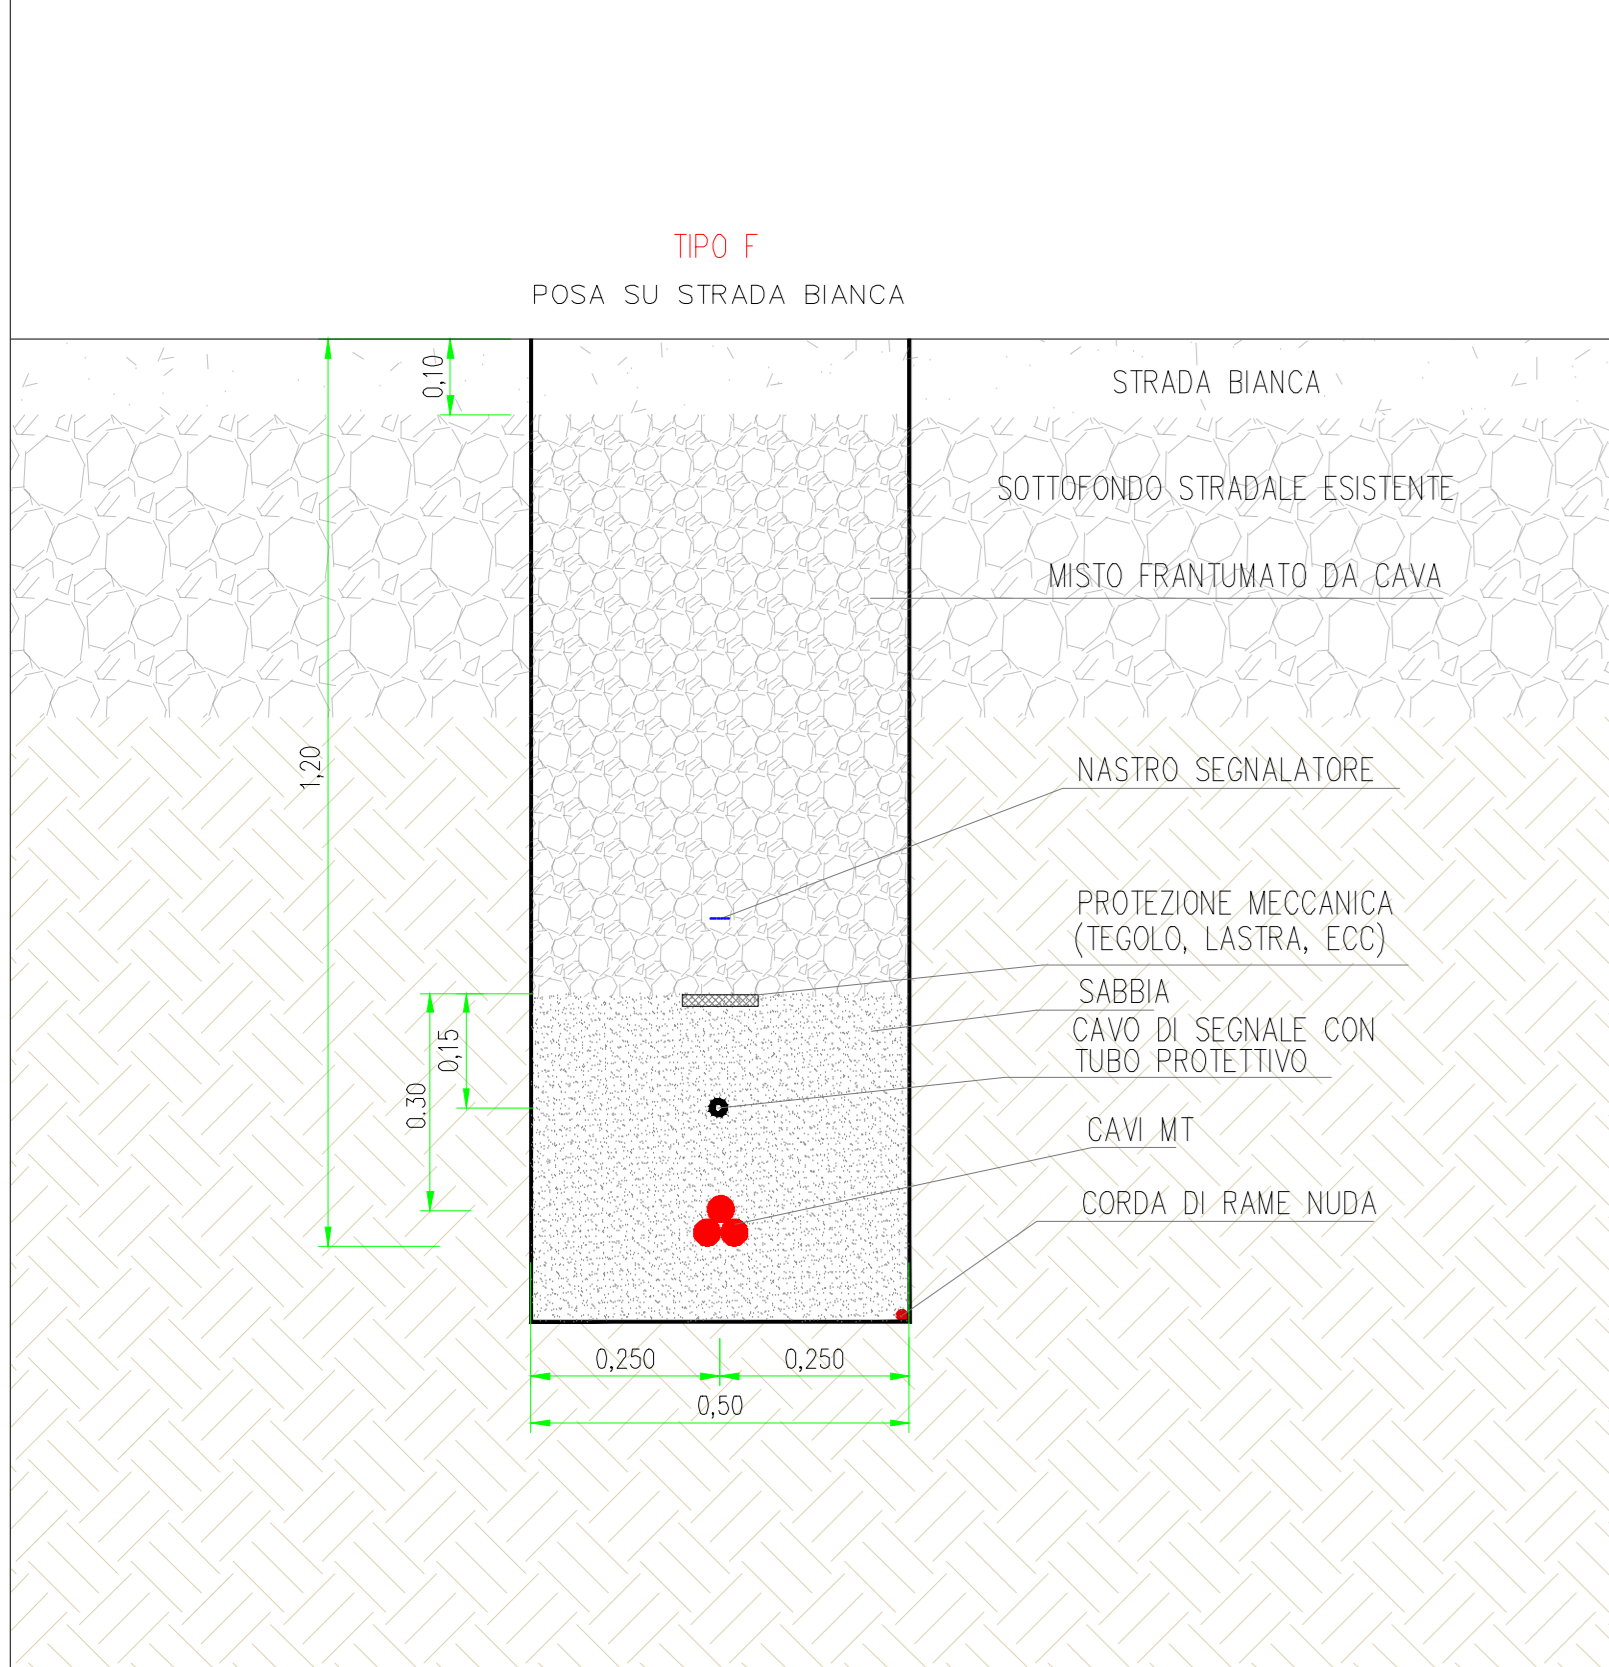 TIPO F
POSA SU STRADA BIANCA
0,10
STRADA BIANCA
SOTTOFONDO STRADALE ESISTENTE
MISTO FRANTUMATO DA CAVA
1,20
NASTRO SEGNALATORE
PROTEZIONE MECCANICA
(TEGOLO, LASTRA, ECC)
SABBIA
0,15
CAVO DI SEGNALE CON
TUBO PROTETTIVO
0.30
CAVI MT
CORDA DI RAME NUDA
0,250
0,250
0,50